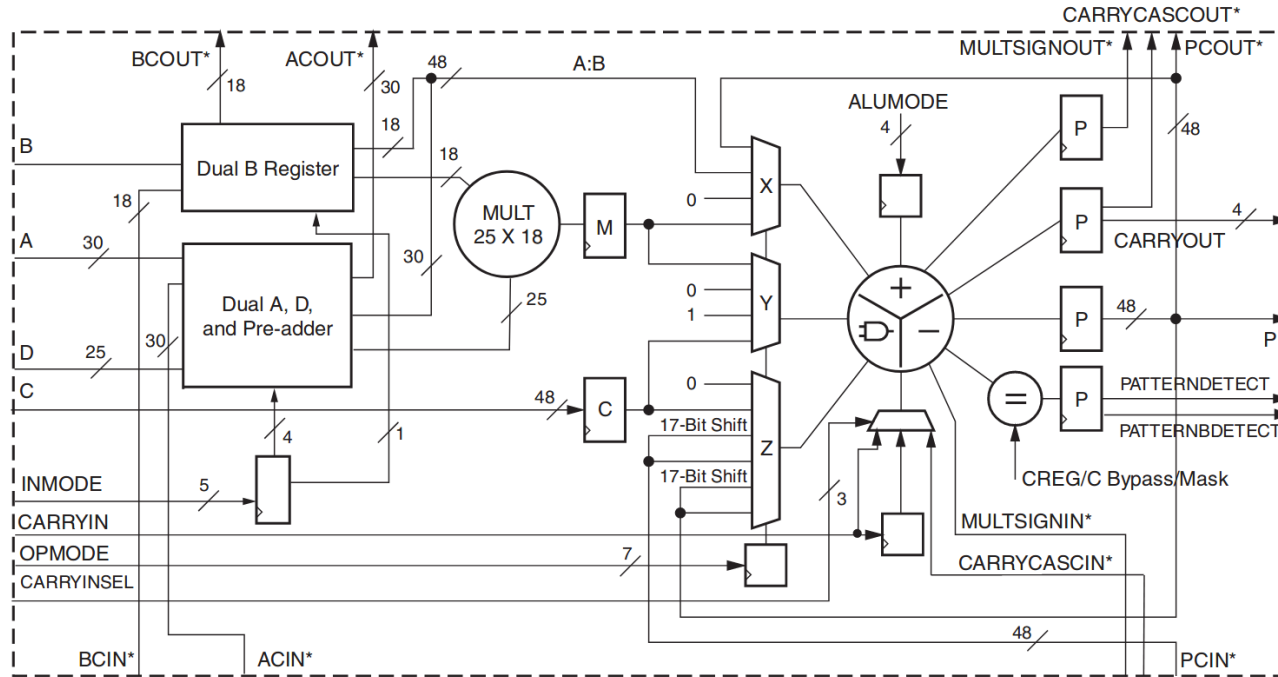 CARRYCASCOUT*
BCOUT*
ACOUT*
MULTSIGNOUT*
PCOUT*
48
A:B
18
30
ALUMODE
4
18
P
48
B
Dual B Register
18
X
18
0
MULT
25 X 18
M
P
4
CARRYOUT
A
30
30
0
Y
1
+
−
P
48
P
Dual A, D,
and Pre-adder
25
30
D
25
C
48
C
0
=
P
PATTERNDETECT
PATTERNBDETECT
17-Bit Shift
Z
17-Bit Shift
4
1
CREG/C Bypass/Mask
INMODE
5
3
CARRYIN
MULTSIGNIN*
OPMODE
7
CARRYINSEL
CARRYCASCIN*
48
BCIN*
ACIN*
PCIN*